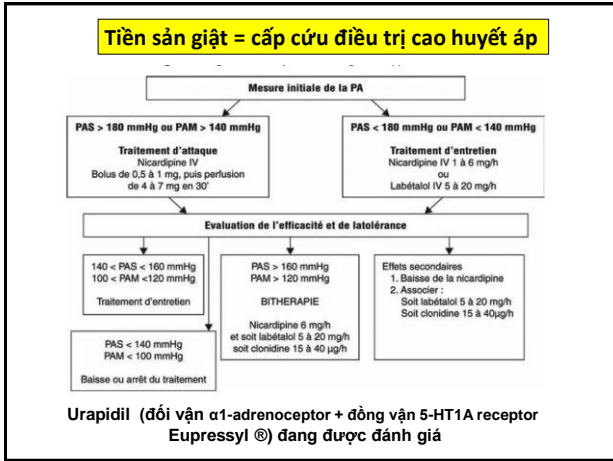 Tiền sản giật = cấp cứu điều trị cao huyết áp
Mesure initiale de la PA
PAS > 180 mmHg ou PAM > 140 mmHg
Traitement d'attaque
Nicardipine IV
Bolus de 0,5 à 1 mg, puis perfusion
de 4 à 7 mg en 30'
PAS < 180 mmHg ou PAM < 140 mmHg
Traitement d'entretien
Nicardipine IV 1 à 6 mg/h
ou
Labétalol IV 5 à 20 mg/h
Evaluation de l'efficacité et de latolérance
140 < PAS < 160 mmHg
100 < PAM <120 mmHg
Traitement d'entretien
PAS < 140 mmHg
PAM < 100 mmHg
Baisse ou arrêt du traitement
PAS > 160 mmHg
PAM > 120 mmHg
BITHERAPIE
Nicardipine 6 mg/h
et soit labétalol 5 à 20 mg/h
soit clonidine 15 à 40 µg/h
Effets secondaires
1. Baisse de la nicardipine
2. Associer :
Soit labétalol 5 à 20 mg/h
Soit clonidine 15 à 40µg/h
Urapidil (đối vận α1-adrenoceptor + đồng vận 5-HT1A receptor
Eupressyl ®) đang được đánh giá